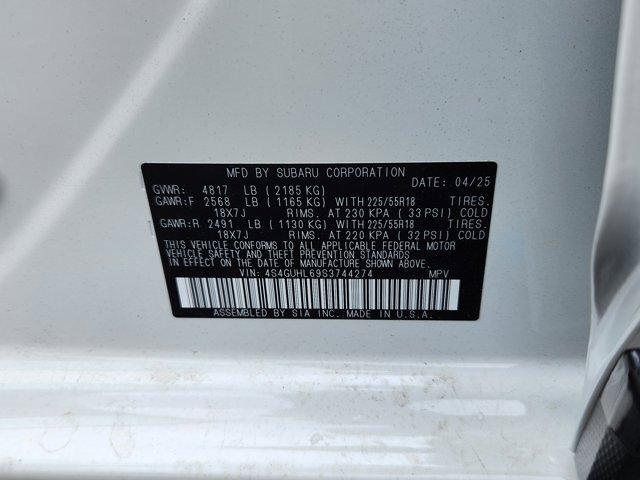 MFD BY SUBARU CORPORATION
DATE: 04/25
GVWR: 4817 LB (2185 KG)
GAWR:F 2568 LB (1165 KG) WITH 225/55R18 TIRES.
18X7J RIMS. AT 230 KPA (33 PSI) COLD
GAWR:R 2491 LB (1130 KG) WITH 225/55R18 TIRES.
18X7J RIMS. AT 220 KPA (32 PSI) COLD
THIS VEHICLE CONFORMS TO ALL APPLICABLE FEDERAL MOTOR
VEHICLE SAFETY AND THEFT PREVENTION STANDARDS
IN EFFECT ON THE DATE OF MANUFACTURE SHOWN ABOVE.
VIN: 4S4GUHL69S3744274 MPV
ASSEMBLED BY SIA INC. MADE IN U.S.A.